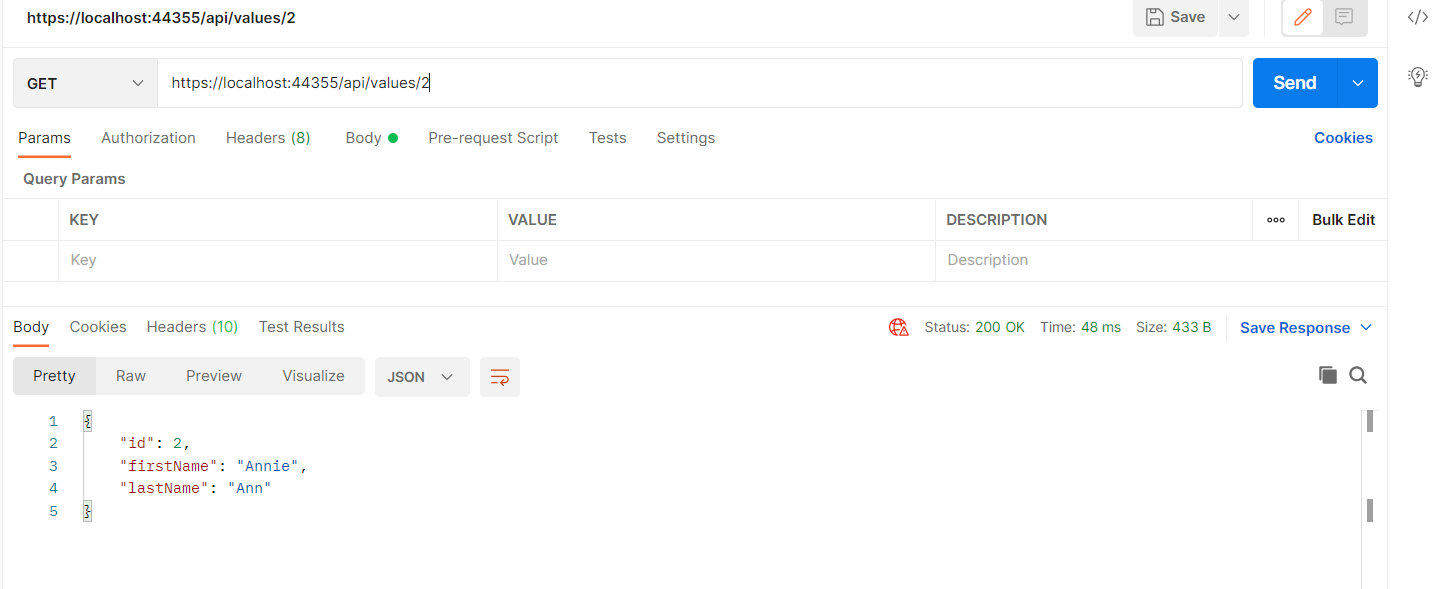 https://localhost:44355/api/values/2
Save
GET
https://localhost:44355/api/values/2
Send
Params Authorization Headers (8) Body Pre-request Script Tests Settings Cookies
Query Params
KEY VALUE DESCRIPTION ooo Bulk Edit
Key Value Description
Body Cookies Headers (10) Test Results Status: 200 OK Time: 48 ms Size: 433 B Save Response
Pretty Raw Preview Visualize JSON
1 {
2 "id": 2,
3 "firstName": "Annie",
4 "lastName": "Ann"
5 }